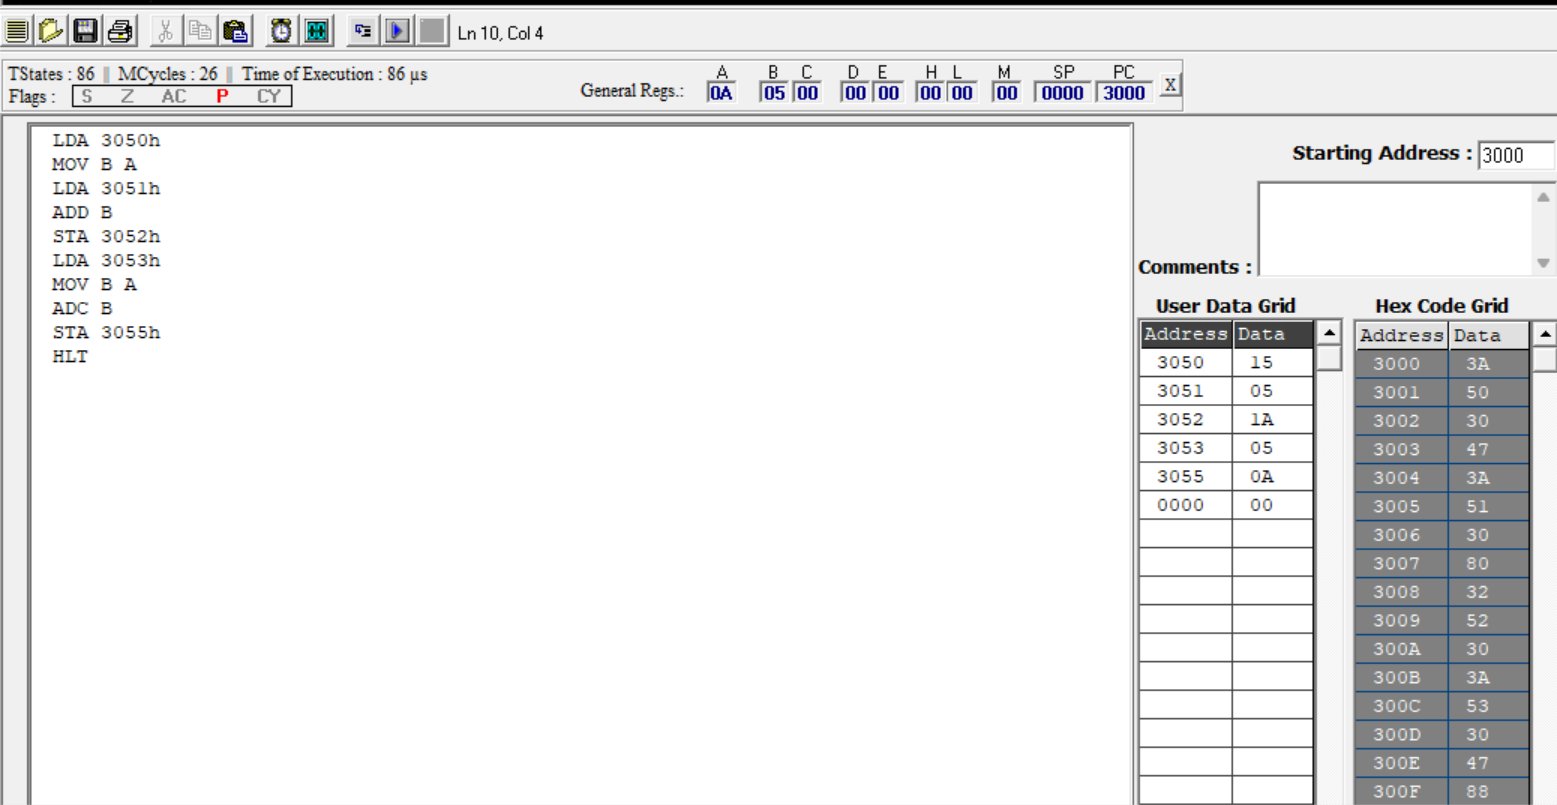 Ln 10, Col 4
TStates : 86 || MCycles : 26 || Time of Execution : 86 µs
Flags : S Z AC P CY
General Regs.: A B C D E H L M SP PC
0A 05 00 00 00 00 00 00 0000 3000 X
LDA 3050h
MOV B A
LDA 3051h
ADD B
STA 3052h
LDA 3053h
MOV B A
ADC B
STA 3055h
HLT
Starting Address : 3000
Comments :
User Data Grid
Address Data
3050 15
3051 05
3052 1A
3053 05
3055 0A
0000 00
Hex Code Grid
Address Data
3000 3A
3001 50
3002 30
3003 47
3004 3A
3005 51
3006 30
3007 80
3008 32
3009 52
300A 30
300B 3A
300C 53
300D 30
300E 47
300F 88